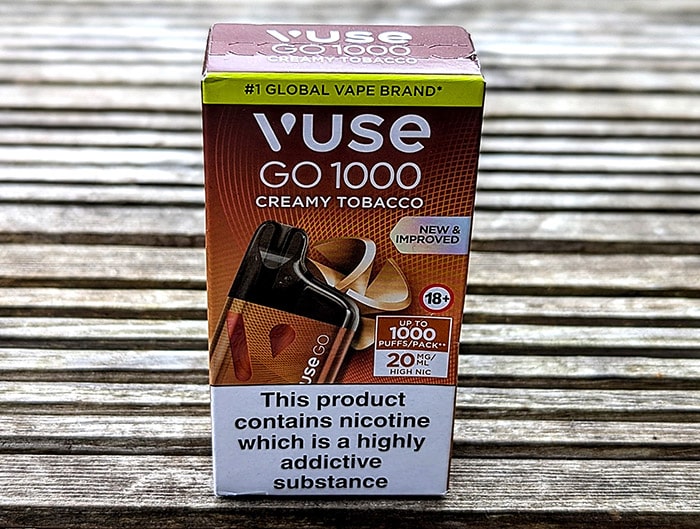 VUSE
GO 1000
CREAMY TOBACCO
#1 GLOBAL VAPE BRAND*
VUSE
GO 1000
CREAMY TOBACCO
NEW &
IMPROVED
18+
UP TO
1000
PUFFS/PACK**
20 MG/
ML
HIGH NIC
use GO
This product
contains nicotine
which is a highly
addictive
substance